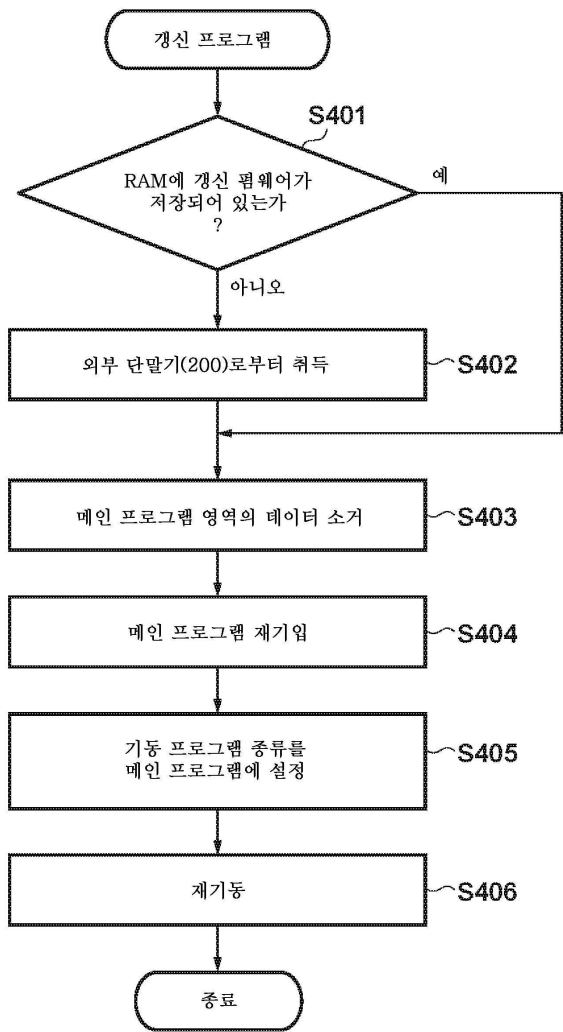 갱신 프로그램
S401
RAM에 갱신 펌웨어가
저장되어 있는가
?
예
아니오
외부 단말기(200)로부터 취득
S402
메인 프로그램 영역의 데이터 소거
S403
메인 프로그램 재기입
S404
기동 프로그램 종류를
메인 프로그램에 설정
S405
재기동
S406
종료